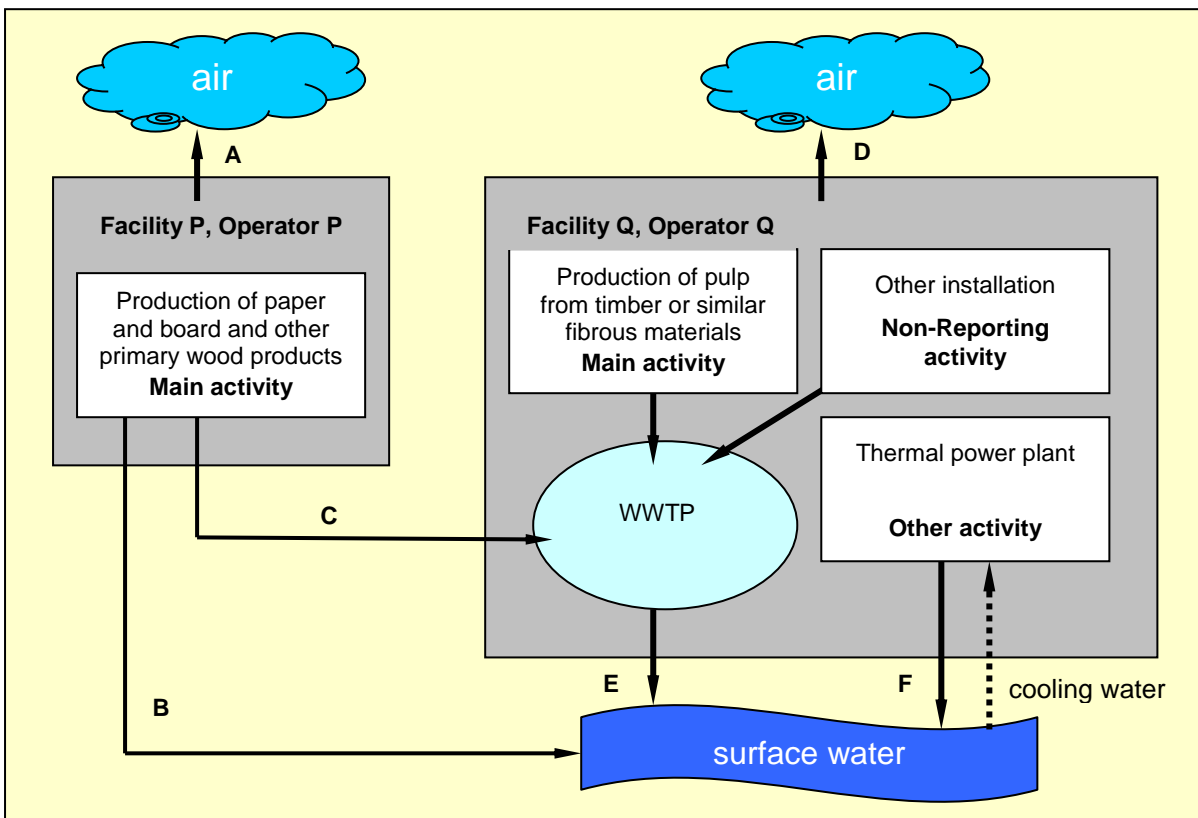 air
air
A
D
Facility P, Operator P
Facility Q, Operator Q
Production of paper
and board and other
primary wood products
Main activity
Production of pulp
from timber or similar
fibrous materials
Main activity
Other installation
Non-Reporting
activity
Thermal power plant
Other activity
WWTP
C
B
E
F
cooling water
surface water